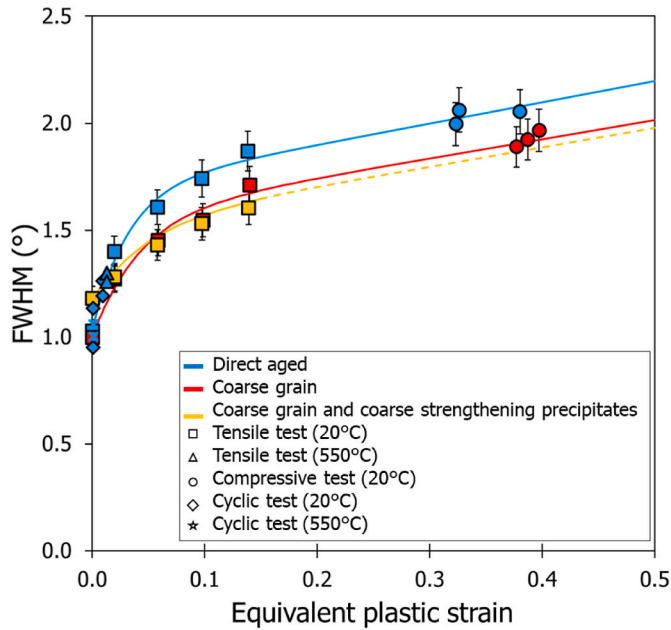 2.5
2.0
1.5
1.0
0.5
0.0
FWHM (°)
Direct aged
Coarse grain
Coarse grain and coarse strengthening precipitates
Tensile test (20°C)
Tensile test (550°C)
Compressive test (20°C)
Cyclic test (20°C)
Cyclic test (550°C)
0.0 0.1 0.2 0.3 0.4 0.5
Equivalent plastic strain